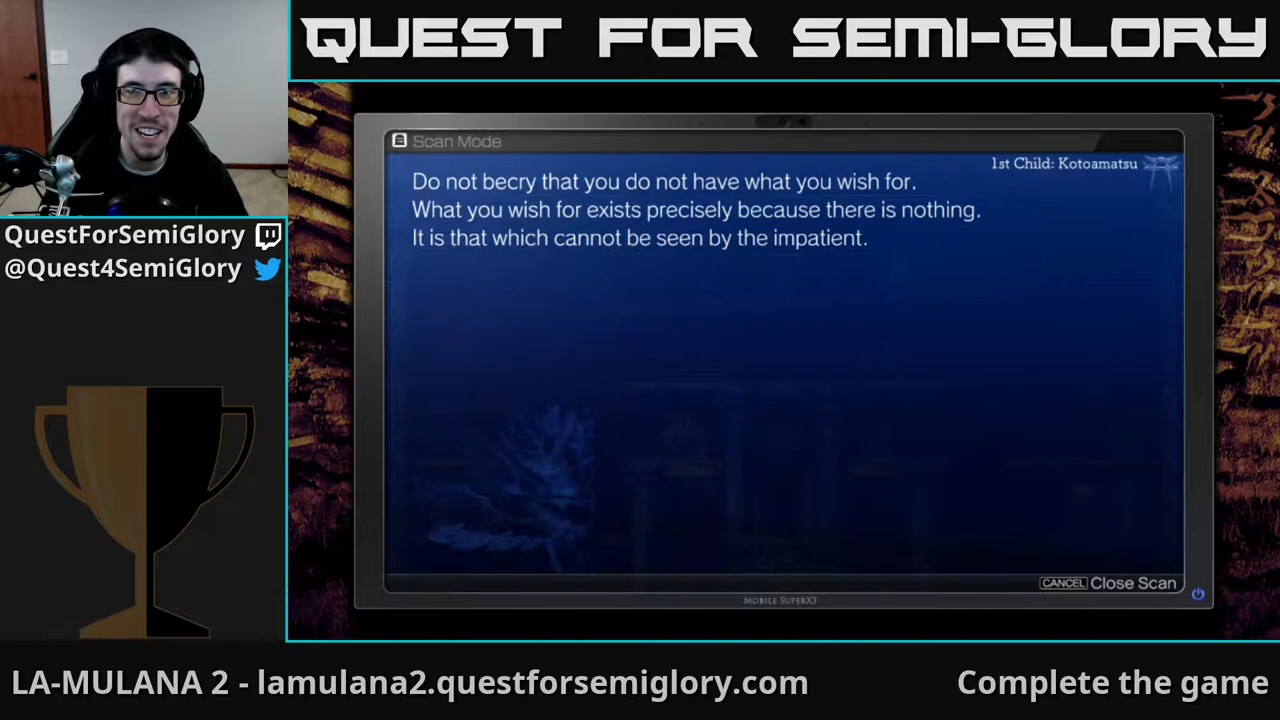 QUEST FOR SEMI-GLORY
Scan Mode
1st Child: Kotoamatsu
Do not becry that you do not have what you wish for.
What you wish for exists precisely because there is nothing.
It is that which cannot be seen by the impatient.
CANCEL Close Scan
MOBILE SUPERX3
QuestForSemiGlory
@Quest4SemiGlory
LA-MULANA 2 - lamulana2.questforsemiglory.com
Complete the game